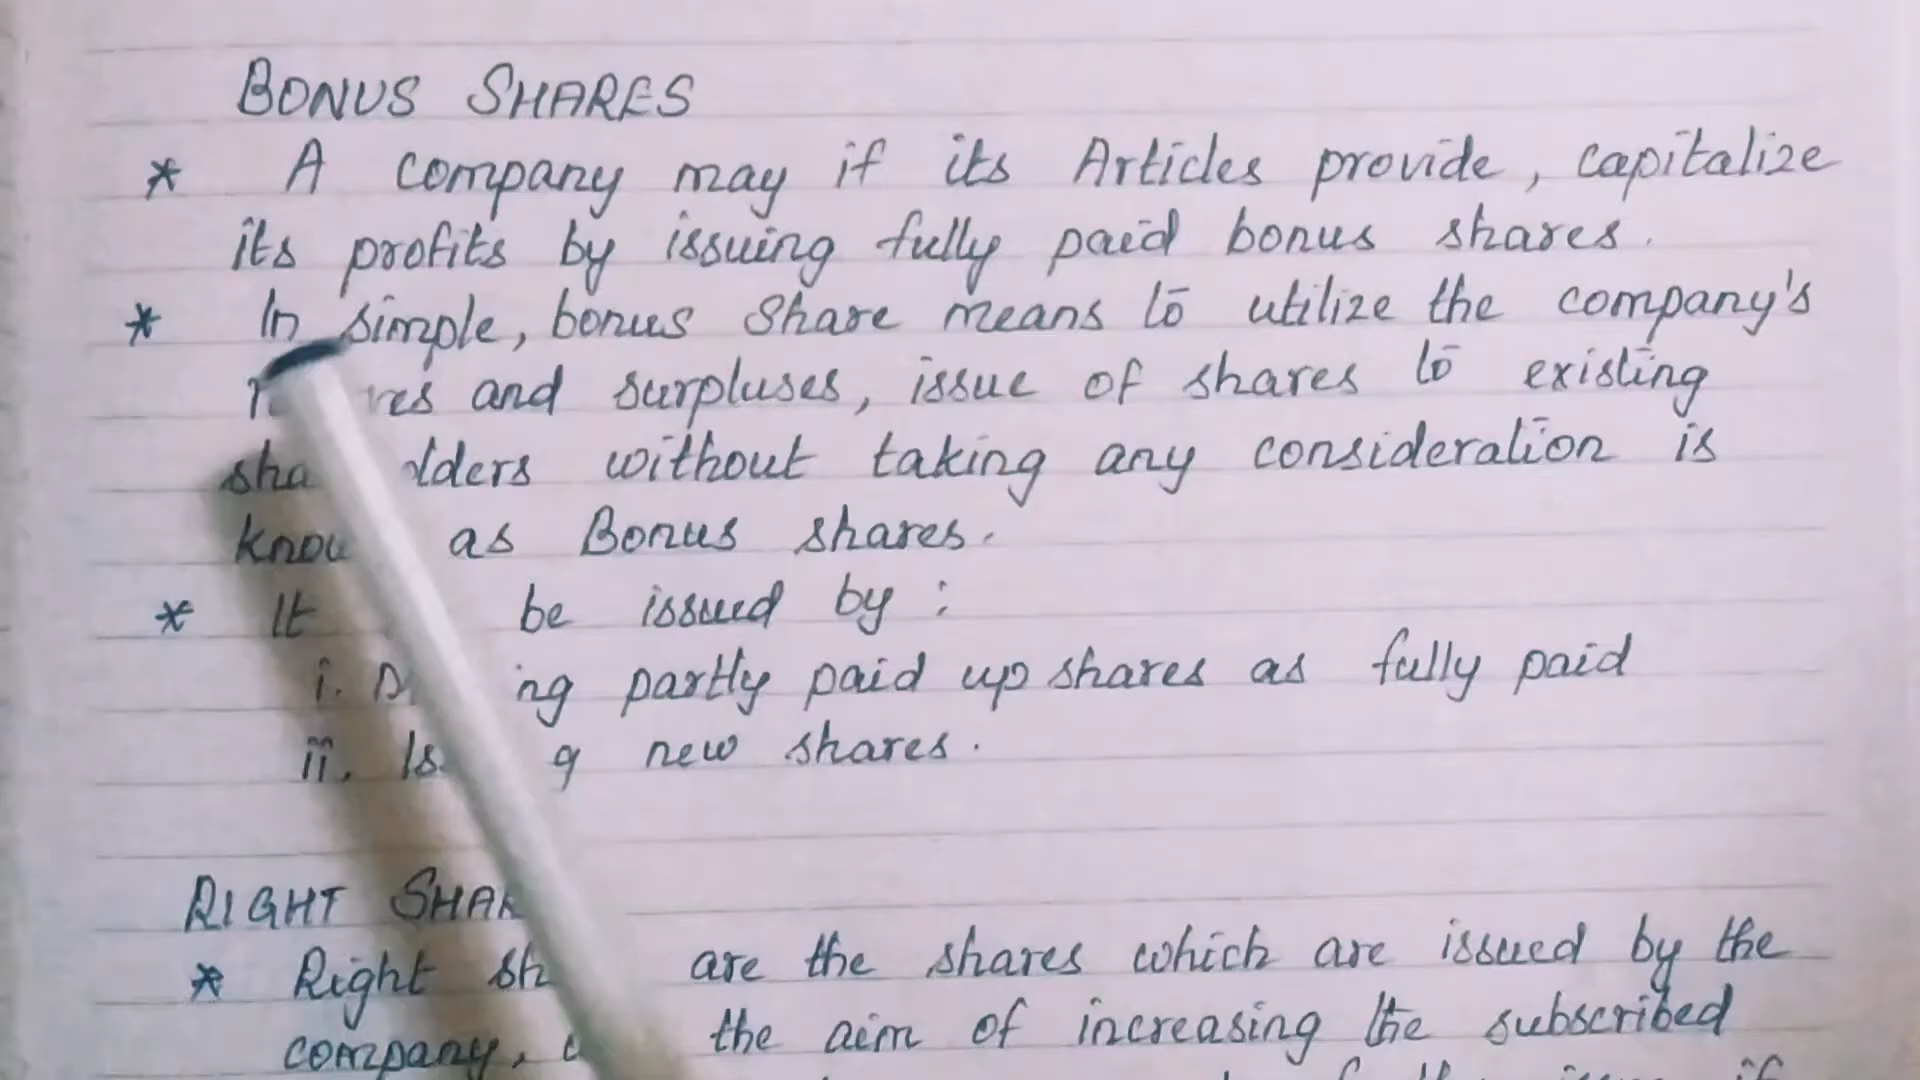 BONUS SHARES
* A company may if its Articles provide, capitalize
its profits by issuing fully paid bonus shares.
* In simple, bonus Share means to utilize the company's
and surpluses, issue of shares to existing
without taking any consideration is
as Bonus shares.
* It be issued by :
i. partly paid up shares as fully paid
ii. new shares.
RIGHT
* Right are the shares which are issued by the
company, the aim of increasing the subscribed